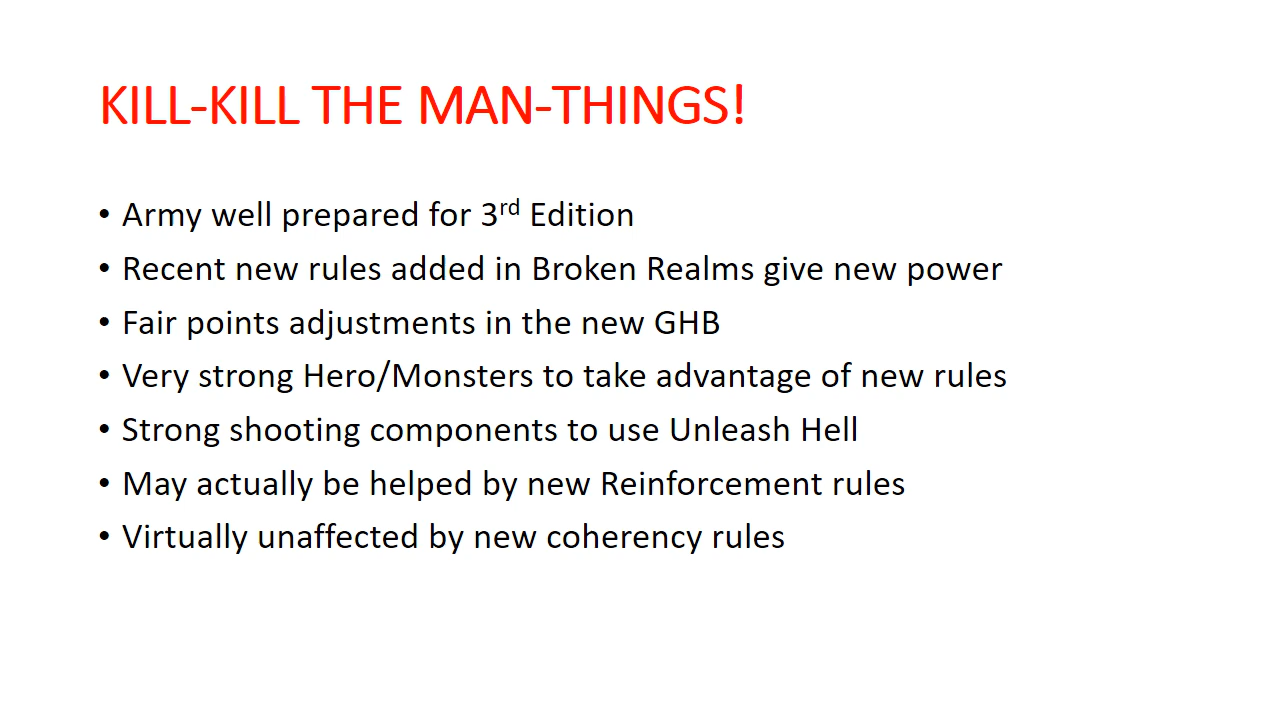 KILL-KILL THE MAN-THINGS!
• Army well prepared for 3rd Edition
• Recent new rules added in Broken Realms give new power
• Fair points adjustments in the new GHB
• Very strong Hero/Monsters to take advantage of new rules
• Strong shooting components to use Unleash Hell
• May actually be helped by new Reinforcement rules
• Virtually unaffected by new coherency rules